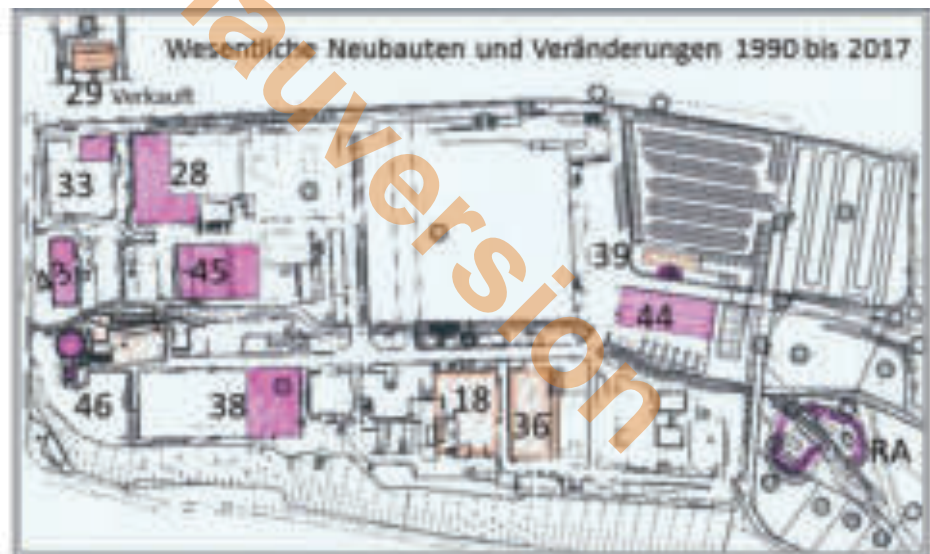 Wesentliche Neubauten und Veränderungen 1990 bis 2017
29 Verkauft
33
28
45
39
44
46
38
18
36
RA
auversion